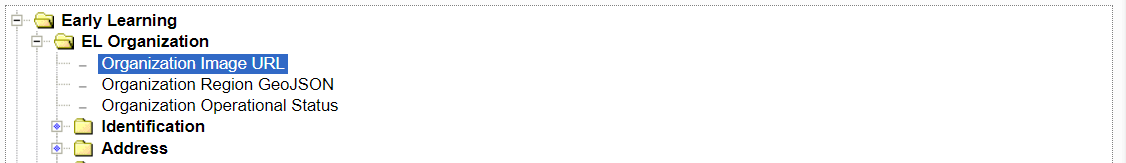 Early Learning
EL Organization
Organization Image URL
Organization Region GeoJSON
Organization Operational Status
Identification
Address